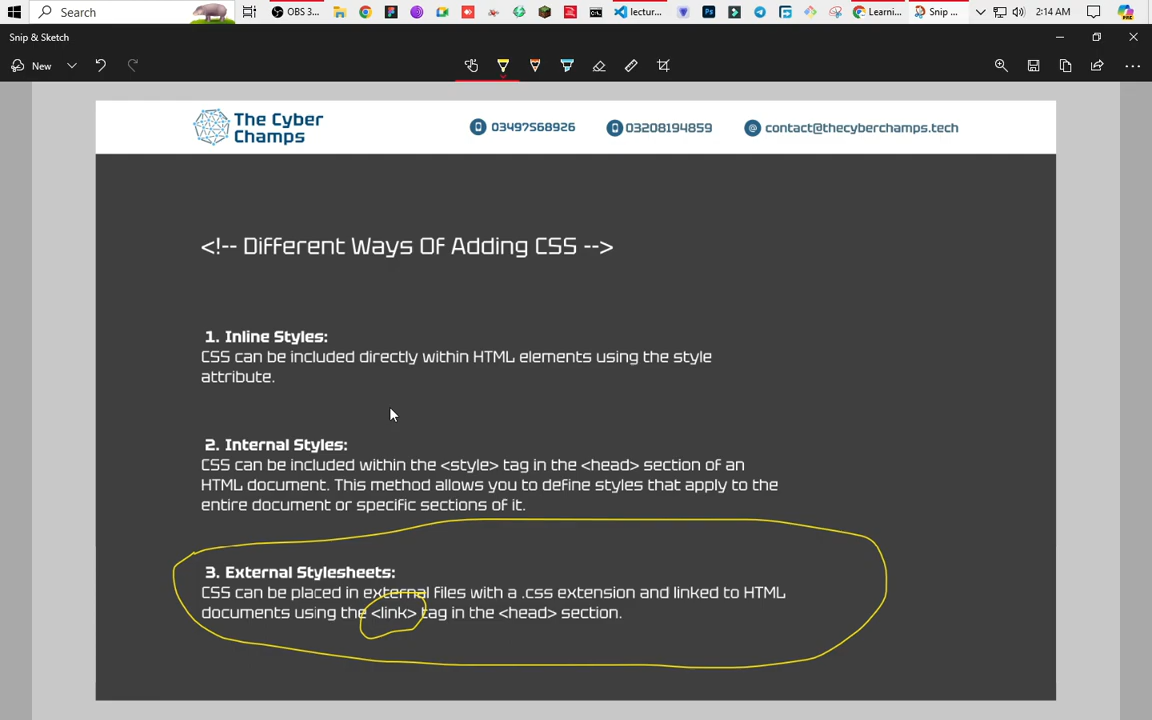 Search
OBS 3...
lectur...
Learni...
Snip ...
2:14 AM
Snip & Sketch
New
The Cyber
Champs
03497568926
03208194859
contact@thecyberchamps.tech
<!-- Different Ways Of Adding CSS -->
1. Inline Styles:
CSS can be included directly within HTML elements using the style
attribute.
2. Internal Styles:
CSS can be included within the <style> tag in the <head> section of an
HTML document. This method allows you to define styles that apply to the
entire document or specific sections of it.
3. External Stylesheets:
CSS can be placed in external files with a .css extension and linked to HTML
documents using the <link> tag in the <head> section.